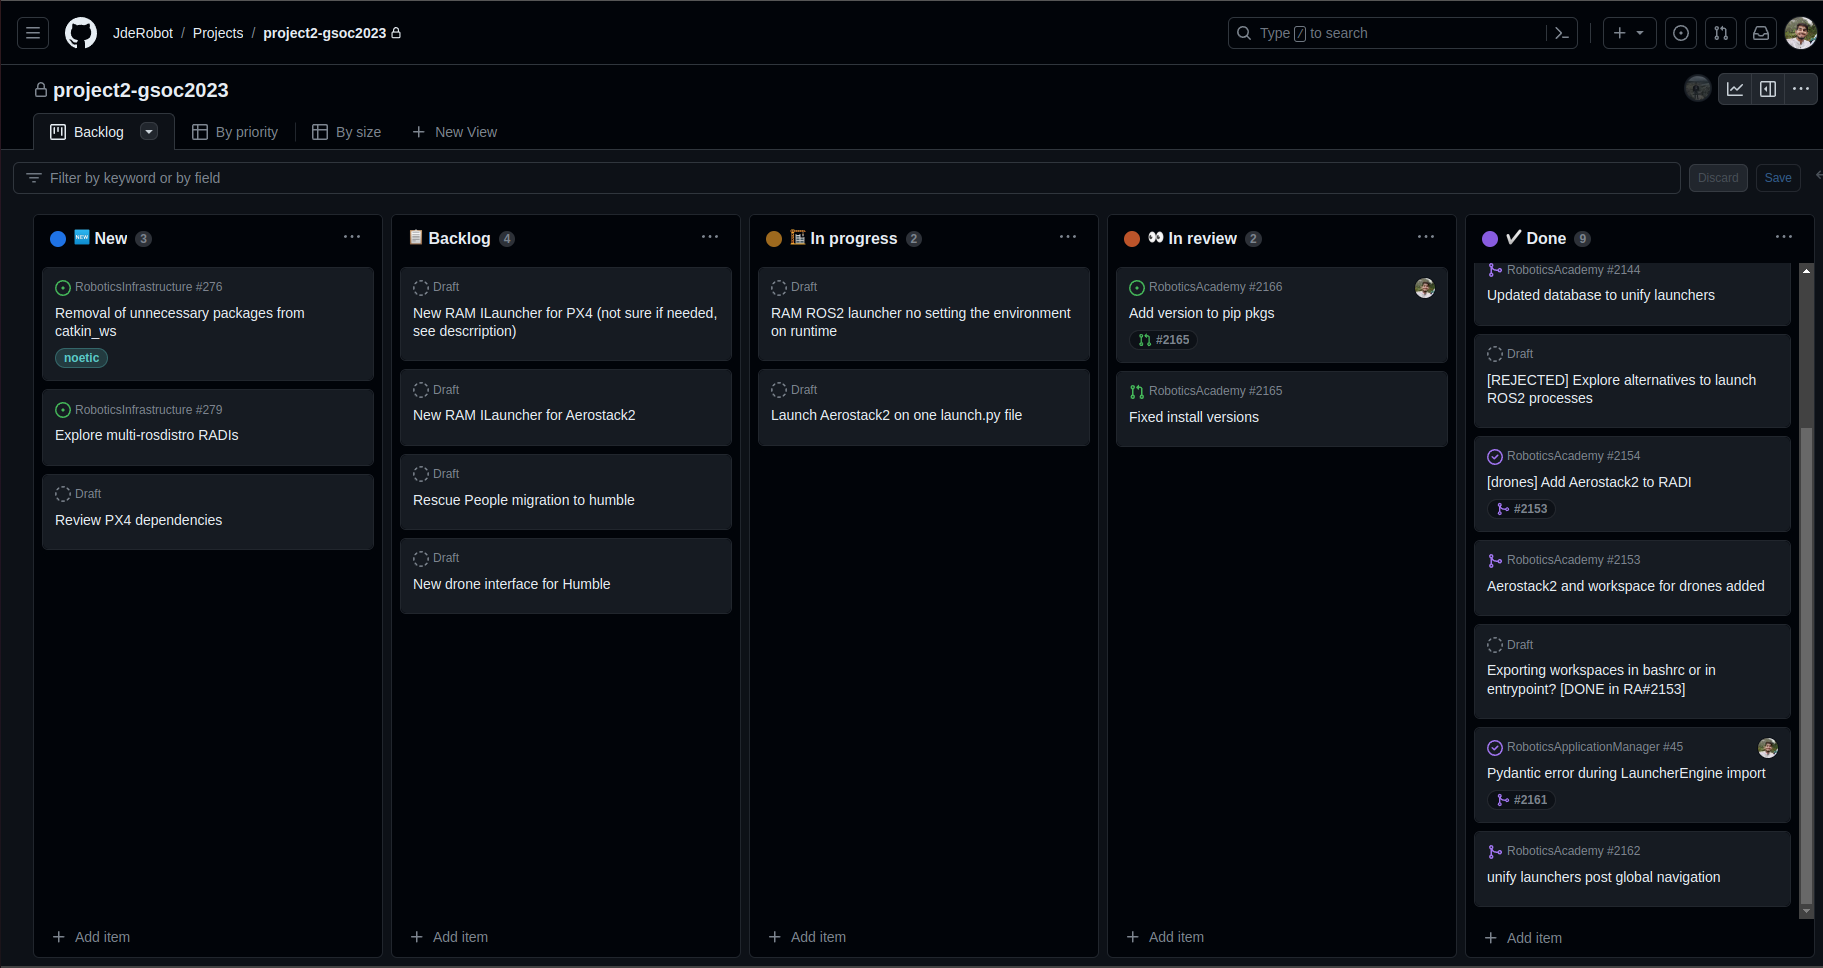 JdeRobot / Projects / project2-gsoc2023
Type / to search
project2-gsoc2023
Backlog
By priority
By size
New View
Filter by keyword or by field
Discard
Save
NEW New 3
RoboticsInfrastructure #276
Removal of unnecessary packages from
catkin_ws
noetic
RoboticsInfrastructure #279
Explore multi-rosdistro RADIs
Draft
Review PX4 dependencies
Add item
Backlog 4
Draft
New RAM ILauncher for PX4 (not sure if needed,
see descrription)
Draft
New RAM ILauncher for Aerostack2
Draft
Rescue People migration to humble
Draft
New drone interface for Humble
Add item
In progress 2
Draft
RAM ROS2 launcher no setting the environment
on runtime
Draft
Launch Aerostack2 on one launch.py file
Add item
In review 2
RoboticsAcademy #2166
Add version to pip pkgs
#2165
RoboticsAcademy #2165
Fixed install versions
Add item
Done 9
RoboticsAcademy #2144
Updated database to unify launchers
Draft
[REJECTED] Explore alternatives to launch
ROS2 processes
RoboticsAcademy #2154
[drones] Add Aerostack2 to RADI
#2153
RoboticsAcademy #2153
Aerostack2 and workspace for drones added
Draft
Exporting workspaces in bashrc or in
entrypoint? [DONE in RA#2153]
RoboticsApplicationManager #45
Pydantic error during LauncherEngine import
#2161
RoboticsAcademy #2162
unify launchers post global navigation
Add item